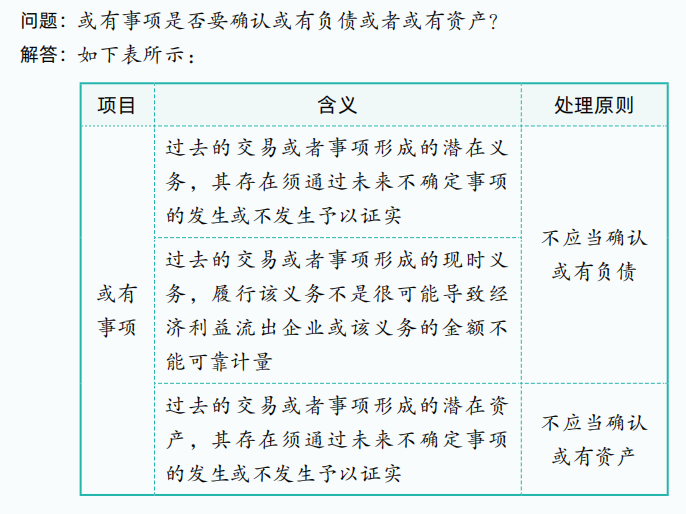 问题：或有事项是否要确认或有负债或者或有资产？
解答：如下表所示：
项目
含义
处理原则
或有
事项
过去的交易或者事项形成的潜在义
务，其存在须通过未来不确定事项
的发生或不发生予以证实
过去的交易或者事项形成的现时义
务，履行该义务不是很可能导致经
济利益流出企业或该义务的金额不
能可靠计量
不应当确认
或有负债
过去的交易或者事项形成的潜在资
产，其存在须通过未来不确定事项
的发生或不发生予以证实
不应当确认
或有资产